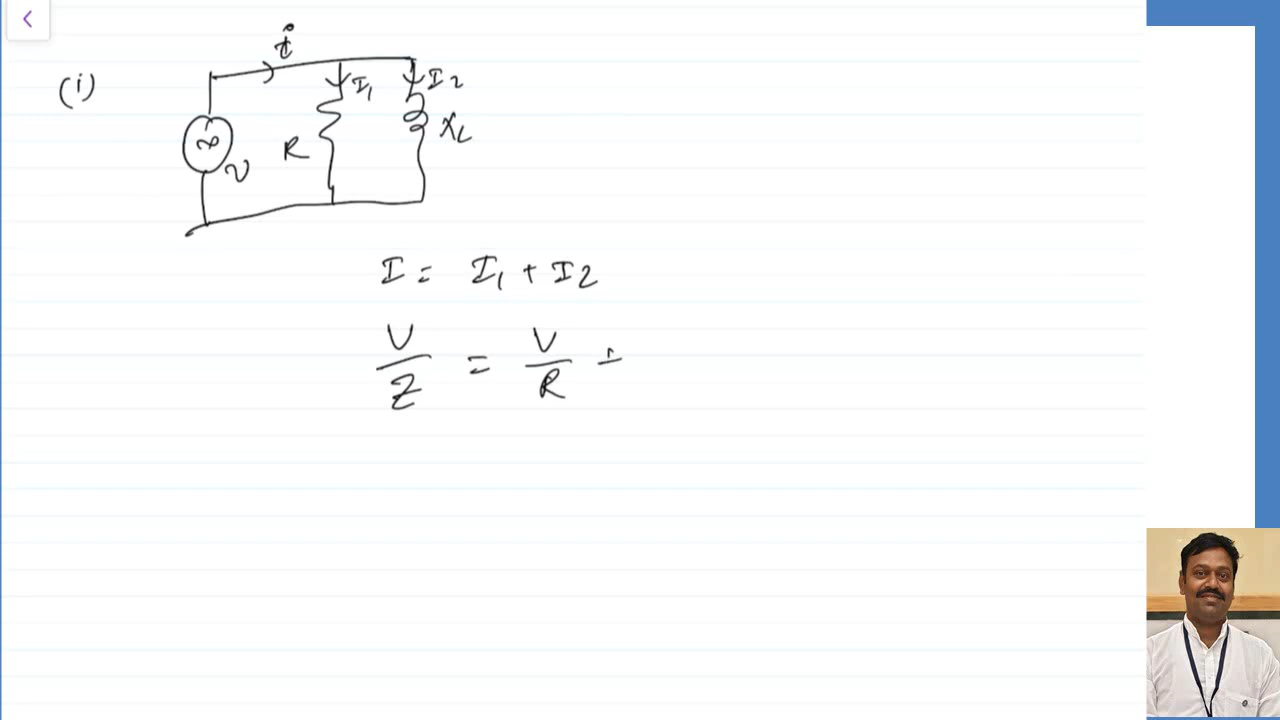 (i)
i
I₁
I2
R
X_L
v
I = I₁ + I2
V/Z = V/R +